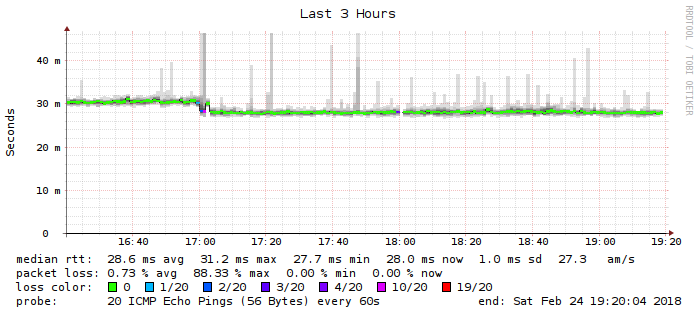 Last 3 Hours
RRDTOOL / TOBI OETIKER
Seconds
40 m
30 m
20 m
10 m
0
16:40 17:00 17:20 17:40 18:00 18:20 18:40 19:00 19:20
median rtt: 28.6 ms avg 31.2 ms max 27.7 ms min 28.0 ms now 1.0 ms sd 27.3 am/s
packet loss: 0.73 % avg 88.33 % max 0.00 % min 0.00 % now
loss color: 0 1/20 2/20 3/20 4/20 10/20 19/20
probe: 20 ICMP Echo Pings (56 Bytes) every 60s end: Sat Feb 24 19:20:04 2018